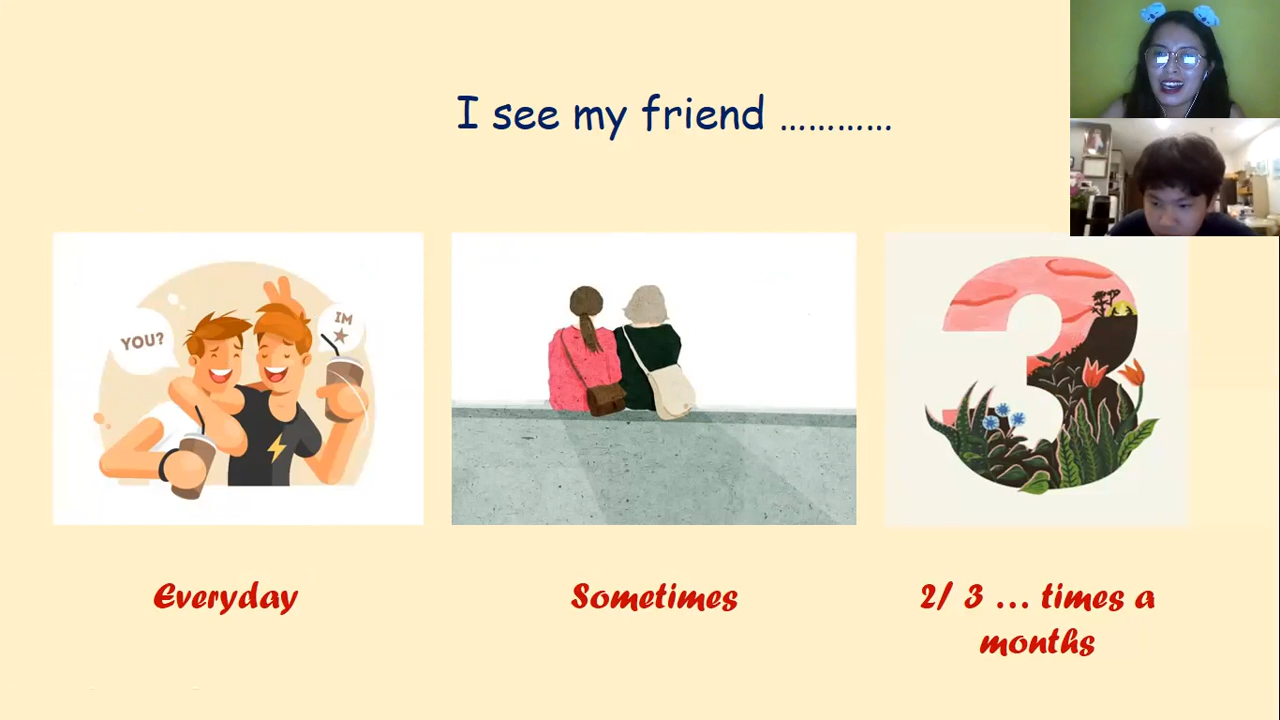 I see my friend …………
YOU?
IM
Everyday
Sometimes
2/ 3 ... times a
months